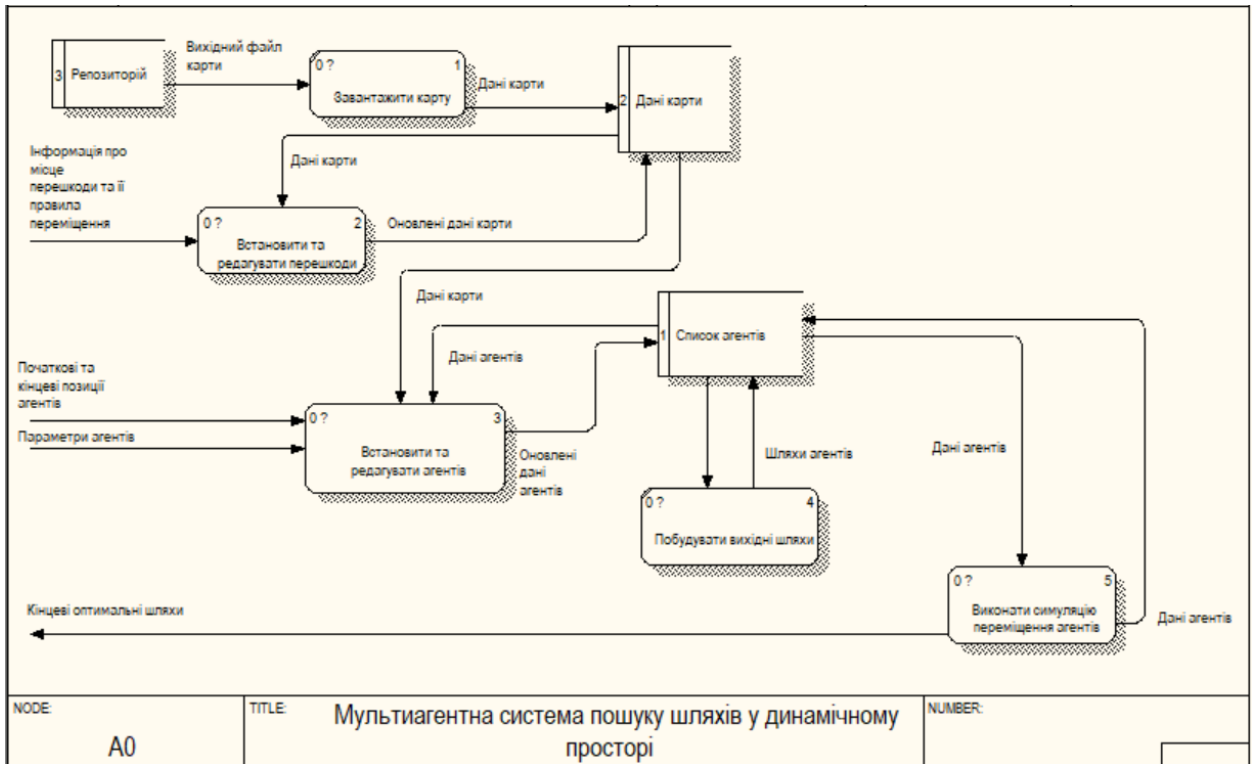 Вихідний файл
карти
3
Репозиторій
0 ?
1
Завантажити карту
Дані карти
2
Дані карти
Інформація про
місце
перешкоди та її
правила
переміщення
Дані карти
0 ?
2
Встановити та
редагувати перешкоди
Оновлені дані карти
Дані карти
1
Список агентів
Дані агентів
Початкові та
кінцеві позиції
агентів
Параметри агентів
0 ?
3
Встановити та
редагувати агентів
Оновлені
дані
агентів
Шляхи агентів
Дані агентів
0 ?
4
Побудувати вихідні шляхи
0 ?
5
Виконати симуляцію
переміщення агентів
Дані агентів
Кінцеві оптимальні шляхи
NODE:
A0
TITLE:
Мультиагентна система пошуку шляхів у динамічному
просторі
NUMBER: